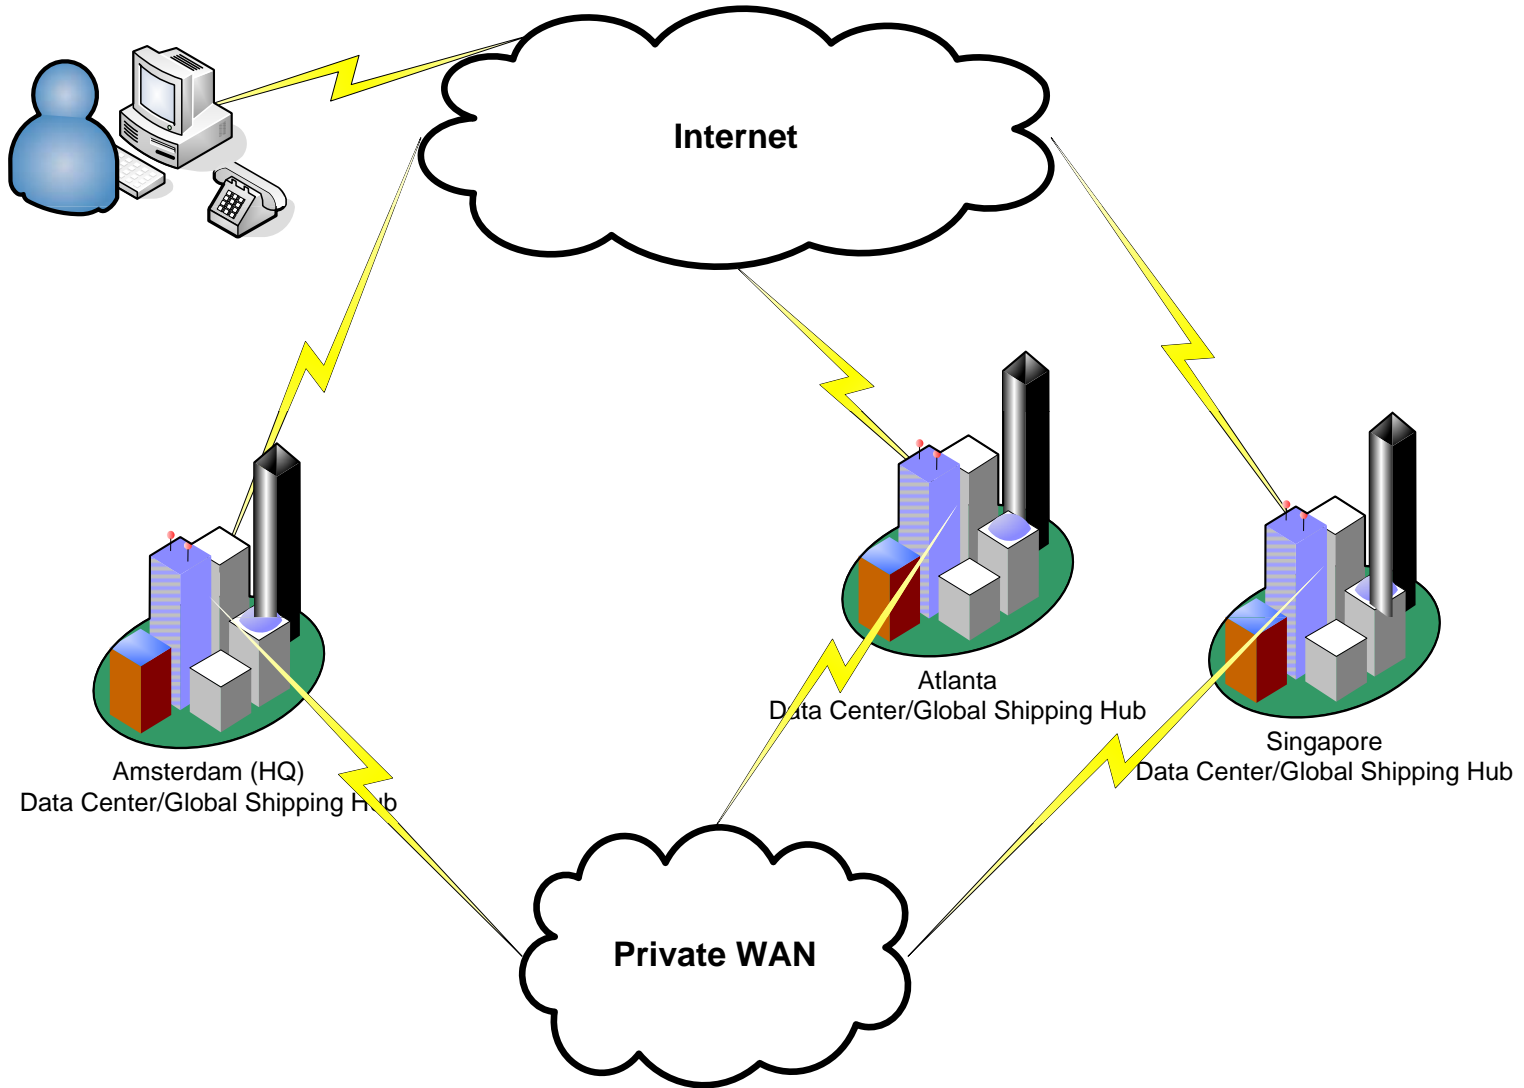 Internet
Atlanta
Data Center/Global Shipping Hub
Singapore
Data Center/Global Shipping Hub
Amsterdam (HQ)
Data Center/Global Shipping Hub
Private WAN